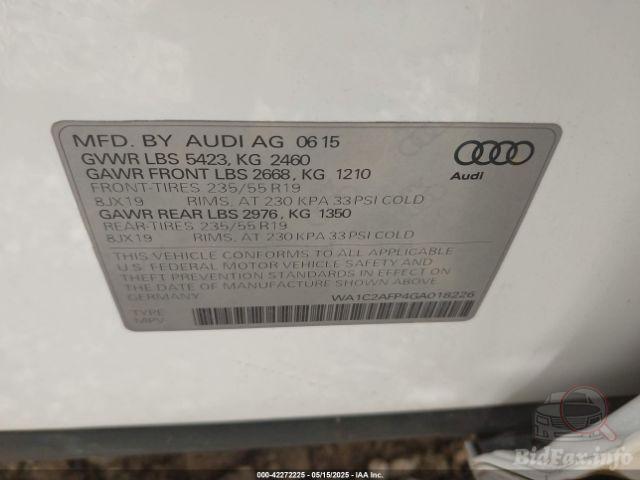 MFD. BY AUDI AG 06 15
GVWR LBS 5423, KG 2460
GAWR FRONT LBS 2668, KG 1210
FRONT-TIRES 235/55 R19
8JX19 RIMS, AT 230 KPA 33 PSI COLD
GAWR REAR LBS 2976, KG 1350
REAR-TIRES 235/55 R19
8JX19 RIMS, AT 230 KPA 33 PSI COLD
THIS VEHICLE CONFORMS TO ALL APPLICABLE
U.S. FEDERAL MOTOR VEHICLE SAFETY AND
THEFT PREVENTION STANDARDS IN EFFECT ON
THE DATE OF MANUFACTURE SHOWN ABOVE
GERMANY WA1C2AFP4GA018226
TYPE
MPV
Audi
BidFax.info
000-42272225 - 05/15/2025 - IAA Inc.